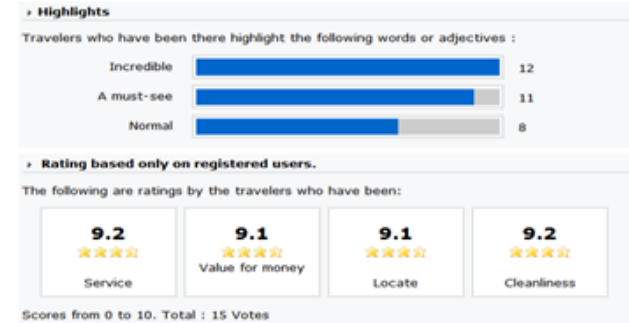 › Highlights
Travelers who have been there highlight the following words or adjectives :
Incredible 12
A must-see 11
Normal 8
› Rating based only on registered users.
The following are ratings by the travelers who have been:
9.2 9.1 9.1 9.2
Service Value for money Locate Cleanliness
Scores from 0 to 10. Total : 15 Votes